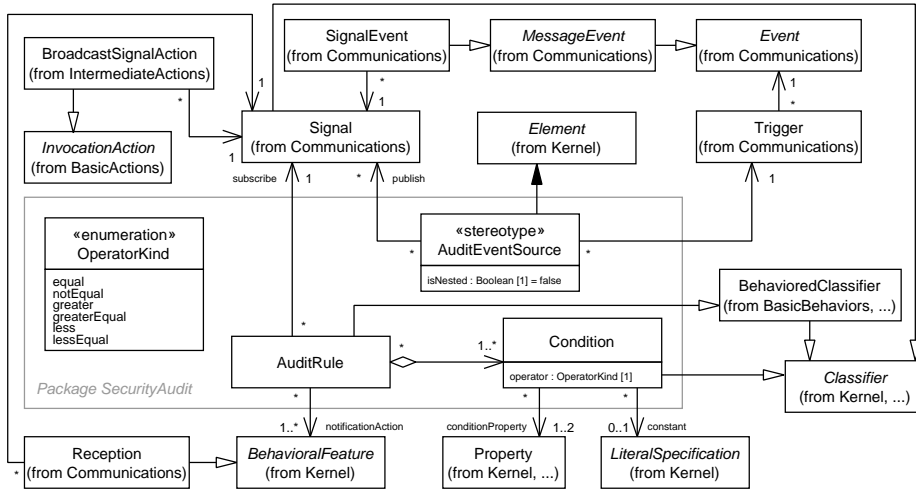 BroadcastSignalAction
(from IntermediateActions)
SignalEvent
(from Communications)
MessageEvent
(from Communications)
Event
(from Communications)
*
1
*
1
1
*
InvocationAction
(from BasicActions)
1
Signal
(from Communications)
Element
(from Kernel)
Trigger
(from Communications)
subscribe
1
*
publish
1
«enumeration»
OperatorKind
equal
notEqual
greater
greaterEqual
less
lessEqual
*
«stereotype»
AuditEventSource
isNested : Boolean [1] = false
*
BehavioredClassifier
(from BasicBehaviors, ...)
*
AuditRule
*
1..*
Condition
operator : OperatorKind [1]
Classifier
(from Kernel, ...)
Package SecurityAudit
*
*
*
1..*
notificationAction
conditionProperty
1..2
0..1
constant
Reception
(from Communications)
*
BehavioralFeature
(from Kernel)
Property
(from Kernel, ...)
LiteralSpecification
(from Kernel)